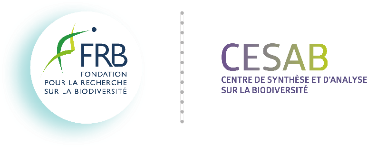 FRB
FONDATION
POUR LA RECHERCHE
SUR LA BIODIVERSITÉ
CESAB
CENTRE DE SYNTHÈSE ET D'ANALYSE
SUR LA BIODIVERSITÉ